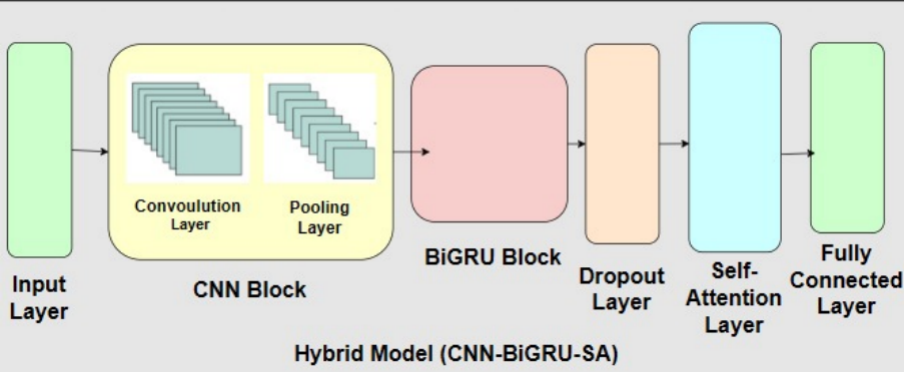 Convoulution
Layer
Pooling
Layer
Input
Layer
CNN Block
BiGRU Block
Dropout
Layer
Self-
Attention
Layer
Fully
Connected
Layer
Hybrid Model (CNN-BiGRU-SA)